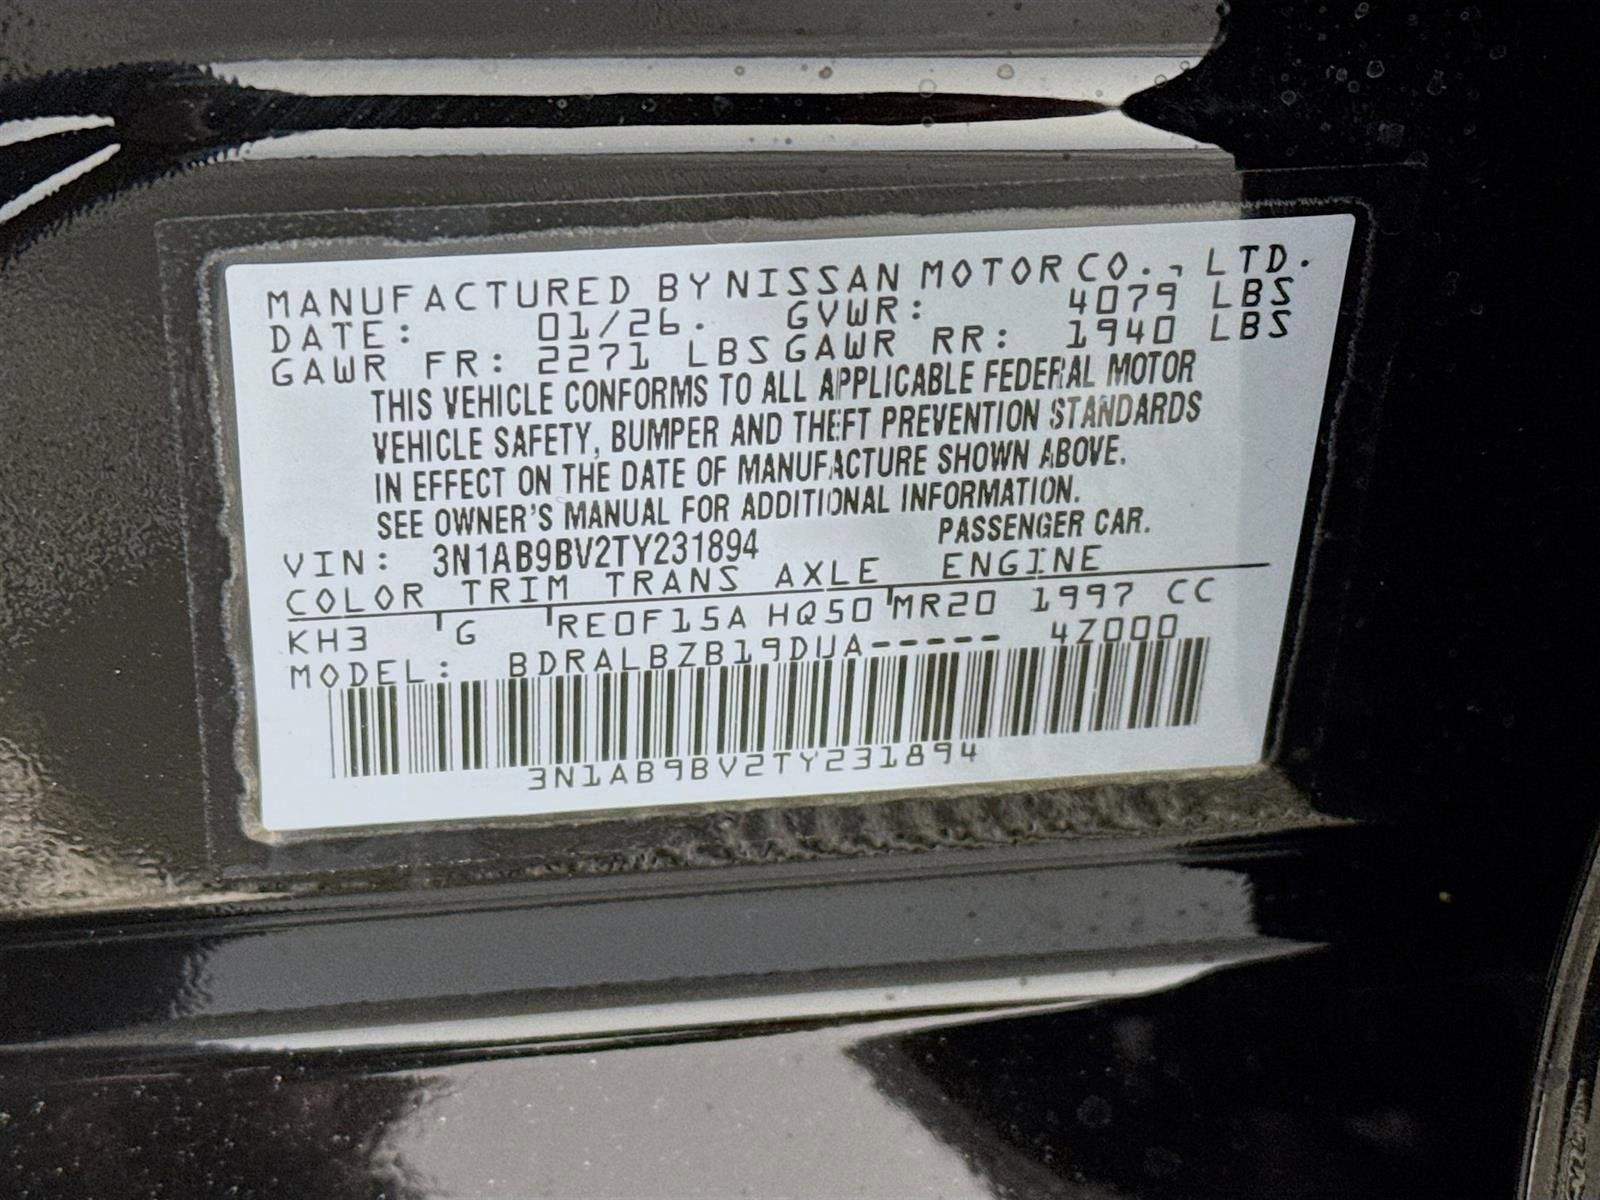 MANUFACTURED BY NISSAN MOTOR CO., LTD.
DATE: 01/26. GVWR: 4079 LBS
GAWR FR: 2271 LBS GAWR RR: 1940 LBS
THIS VEHICLE CONFORMS TO ALL APPLICABLE FEDERAL MOTOR
VEHICLE SAFETY, BUMPER AND THEFT PREVENTION STANDARDS
IN EFFECT ON THE DATE OF MANUFACTURE SHOWN ABOVE.
SEE OWNER'S MANUAL FOR ADDITIONAL INFORMATION.
VIN: 3N1AB9BV2TY231894 PASSENGER CAR.
COLOR TRIM TRANS AXLE ENGINE
KH3 G RE0F15A HQ50 MR20 1997 CC
MODEL: BDRALBZB19DUA----- 4Z000
3N1AB9BV2TY231894